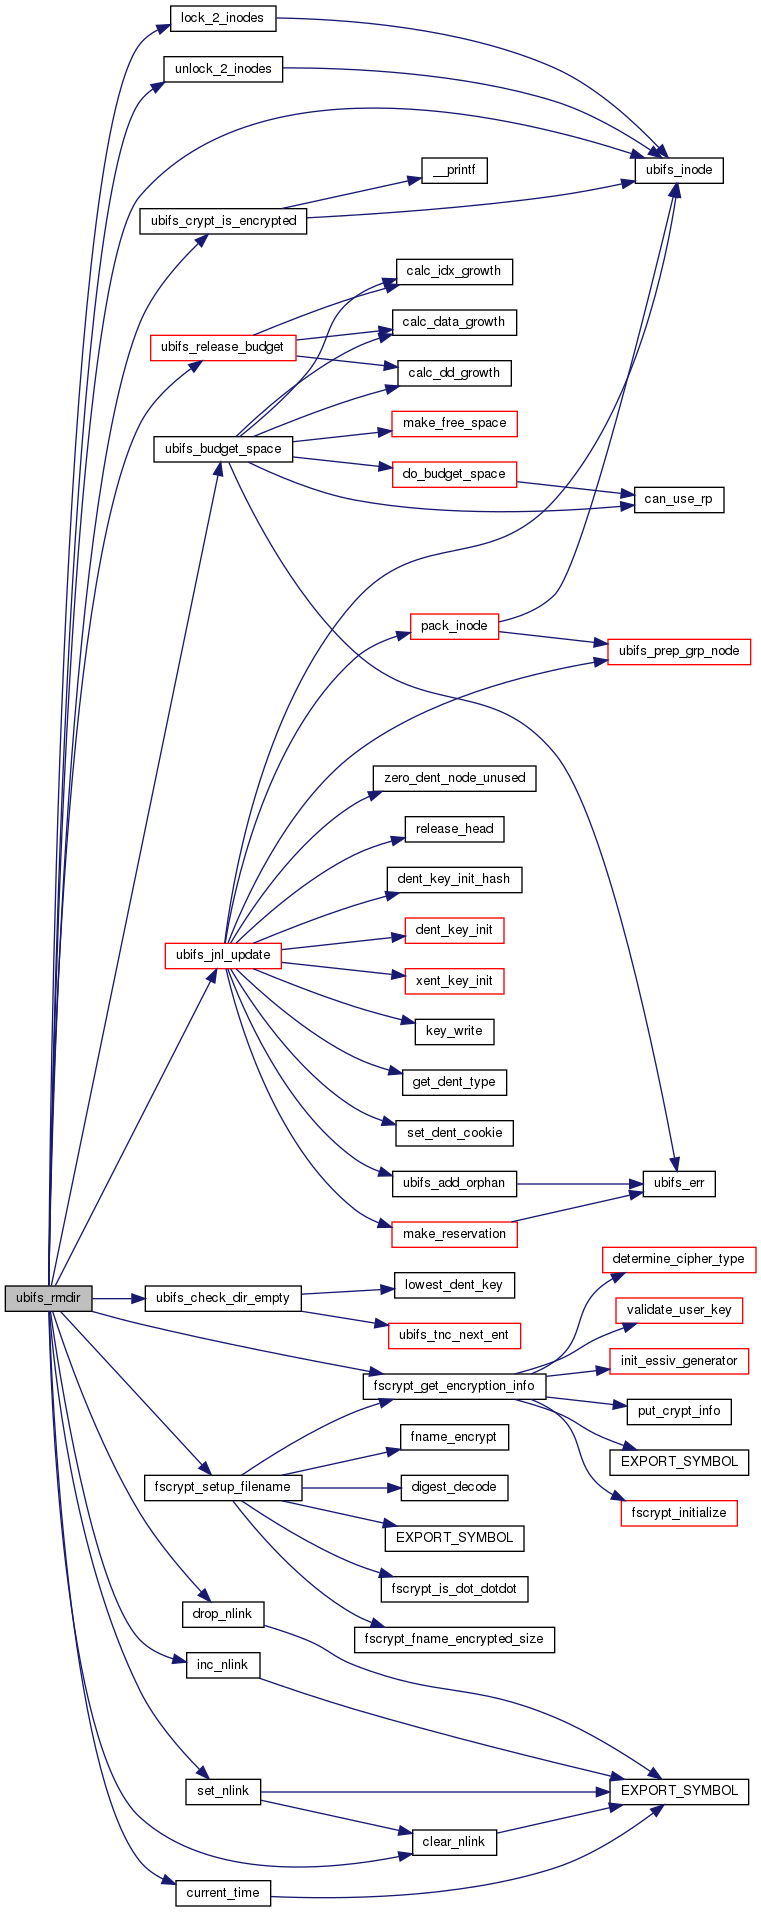 lock_2_inodes
unlock_2_inodes
__printf
ubifs_inode
ubifs_crypt_is_encrypted
calc_idx_growth
calc_data_growth
ubifs_release_budget
calc_dd_growth
make_free_space
ubifs_budget_space
do_budget_space
can_use_rp
pack_inode
ubifs_prep_grp_node
zero_dent_node_unused
release_head
dent_key_init_hash
dent_key_init
ubifs_jnl_update
xent_key_init
key_write
get_dent_type
set_dent_cookie
ubifs_add_orphan
ubifs_err
make_reservation
determine_cipher_type
lowest_dent_key
ubifs_rmdir
ubifs_check_dir_empty
validate_user_key
ubifs_tnc_next_ent
init_essiv_generator
fscrypt_get_encryption_info
put_crypt_info
fname_encrypt
EXPORT_SYMBOL
fscrypt_setup_filename
digest_decode
fscrypt_initialize
EXPORT_SYMBOL
fscrypt_is_dot_dotdot
drop_nlink
fscrypt_fname_encrypted_size
inc_nlink
set_nlink
EXPORT_SYMBOL
clear_nlink
current_time